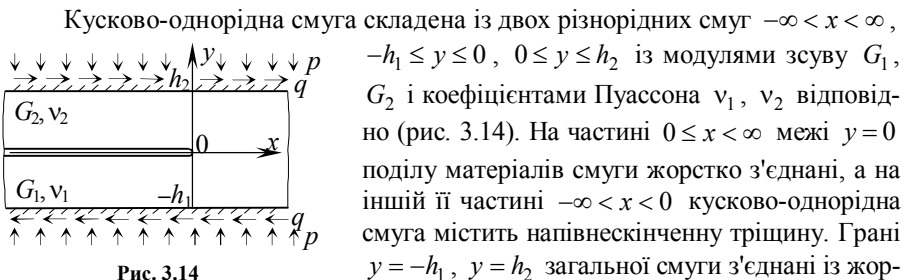 Кусково-однорідна смуга складена із двох різнорідних смуг −∞ < x < ∞ ,
−h₁ ≤ y ≤ 0 , 0 ≤ y ≤ h₂ із модулями зсуву G₁ ,
G₂ і коефіцієнтами Пуассона ν₁ , ν₂ відповід-
но (рис. 3.14). На частині 0 ≤ x < ∞ межі y = 0
поділу матеріалів смуги жорстко з'єднані, а на
іншій її частині −∞ < x < 0 кусково-однорідна
смуга містить напівнескінченну тріщину. Грані
y = −h₁ , y = h₂ загальної смуги з'єднані із жор-
y
p
h₂
q
G₂, ν₂
0
x
G₁, ν₁
−h₁
q
p
Рис. 3.14